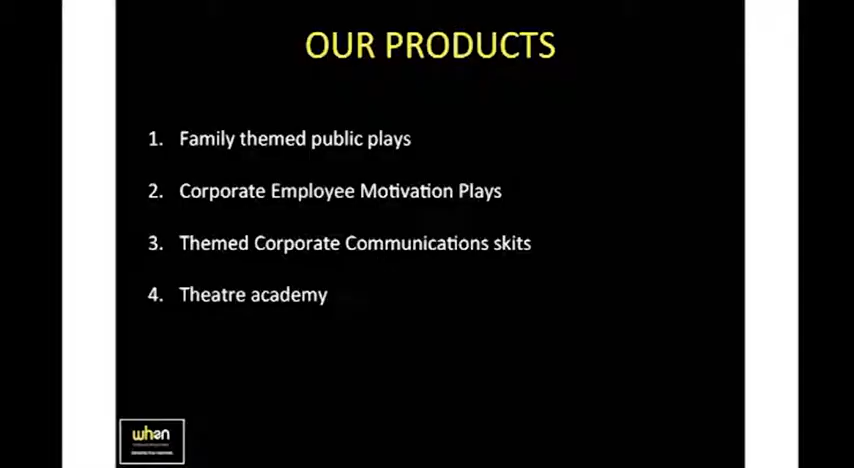 OUR PRODUCTS
1. Family themed public plays
2. Corporate Employee Motivation Plays
3. Themed Corporate Communications skits
4. Theatre academy
when